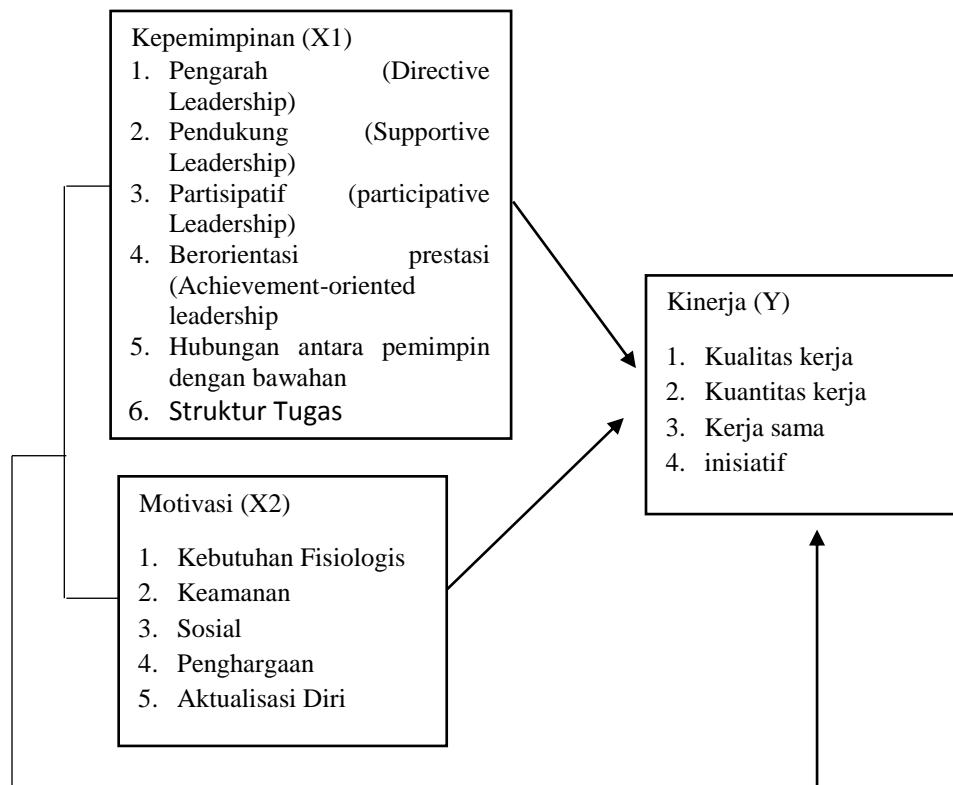 Kepemimpinan (X1)
1. Pengarah (Directive
Leadership)
2. Pendukung (Supportive
Leadership)
3. Partisipatif (participative
Leadership)
4. Berorientasi prestasi
(Achievement-oriented
leadership
5. Hubungan antara pemimpin
dengan bawahan
6. Struktur Tugas
Motivasi (X2)
1. Kebutuhan Fisiologis
2. Keamanan
3. Sosial
4. Penghargaan
5. Aktualisasi Diri
Kinerja (Y)
1. Kualitas kerja
2. Kuantitas kerja
3. Kerja sama
4. inisiatif